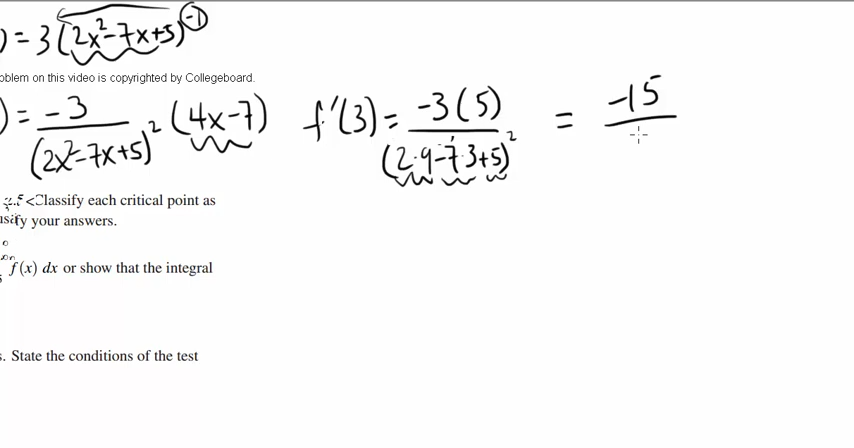 ) = 3(2x²-7x+5)⁻¹
oblem on this video is copyrighted by Collegeboard.
) = -3/(2x²-7x+5)² (4x-7) f'(3) = -3(5)/(2·9-7·3+5)² = -15/
<Classify each critical point as
your answers.
f(x) dx or show that the integral
s. State the conditions of the test